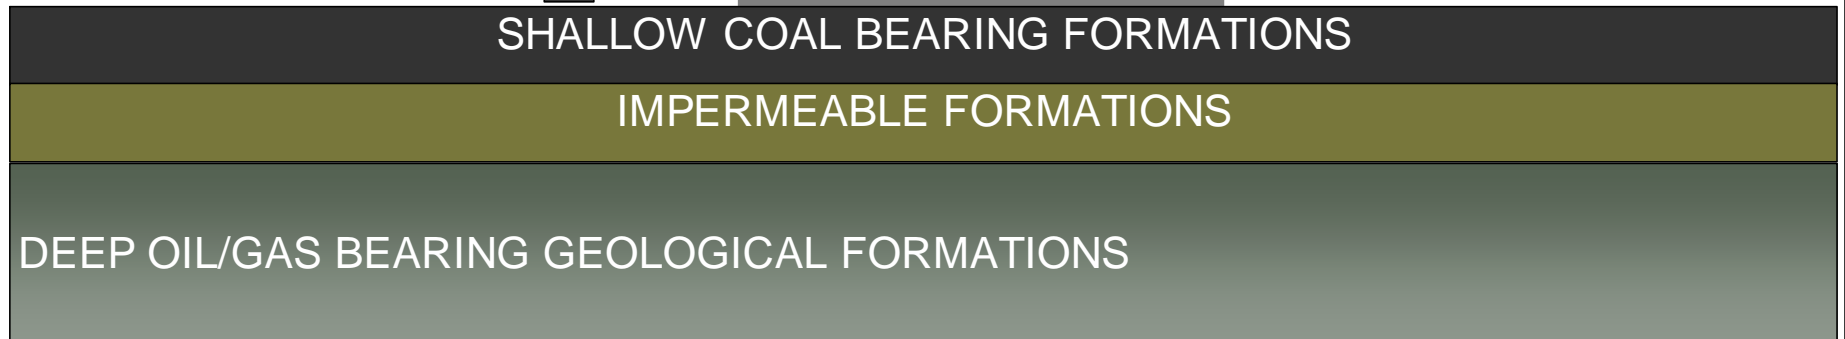 SHALLOW COAL BEARING FORMATIONS
IMPERMEABLE FORMATIONS
DEEP OIL/GAS BEARING GEOLOGICAL FORMATIONS